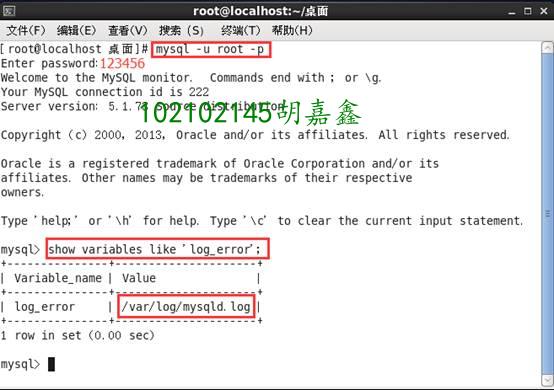 root@localhost:~/桌面
文件(F) 编辑(E) 查看(V) 搜索 (S) 终端(T) 帮助(H)
[root@localhost 桌面]# mysql -u root -p
Enter password:123456
Welcome to the MySQL monitor.  Commands end with ; or \g.
Your MySQL connection id is 222
Server version: 5.1.73 Source distribution
102102145胡嘉鑫
Copyright (c) 2000, 2013, Oracle and/or its affiliates. All rights reserved.
Oracle is a registered trademark of Oracle Corporation and/or its
affiliates. Other names may be trademarks of their respective
owners.
Type 'help;' or '\h' for help. Type '\c' to clear the current input statement.
mysql> show variables like 'log_error';
+---------------+---------------------+
| Variable_name | Value               |
+---------------+---------------------+
| log_error     | /var/log/mysqld.log |
+---------------+---------------------+
1 row in set (0.00 sec)
mysql>